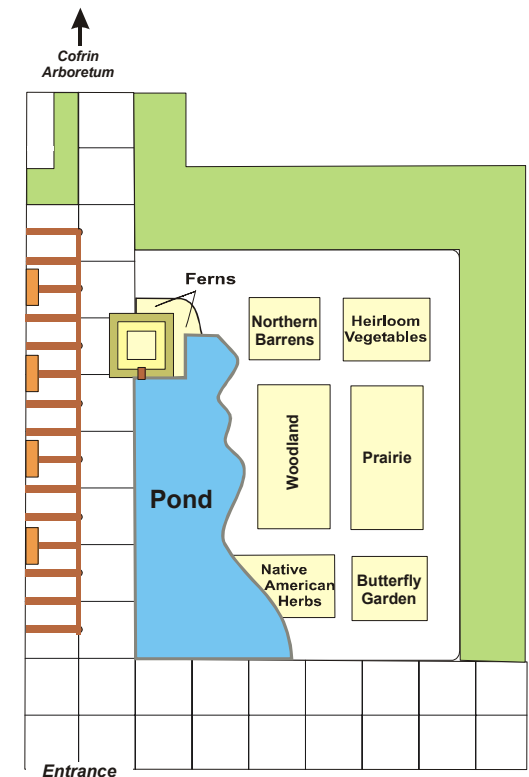 Cofrin
Arboretum
Ferns
Northern
Barrens
Heirloom
Vegetables
Woodland
Prairie
Pond
Native
American
Herbs
Butterfly
Garden
Entrance